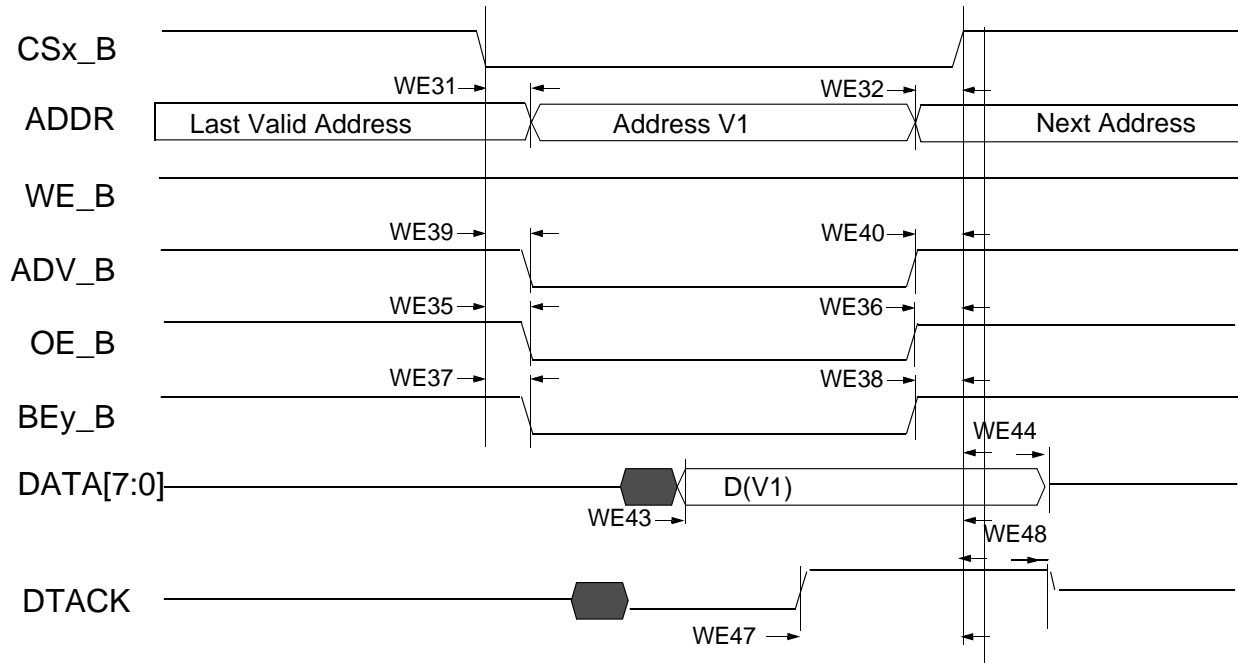 CSx_B
WE31
WE32
ADDR
Last Valid Address
Address V1
Next Address
WE_B
WE39
WE40
ADV_B
WE35
WE36
OE_B
WE37
WE38
BEy_B
WE44
DATA[7:0]
D(V1)
WE43
WE48
DTACK
WE47